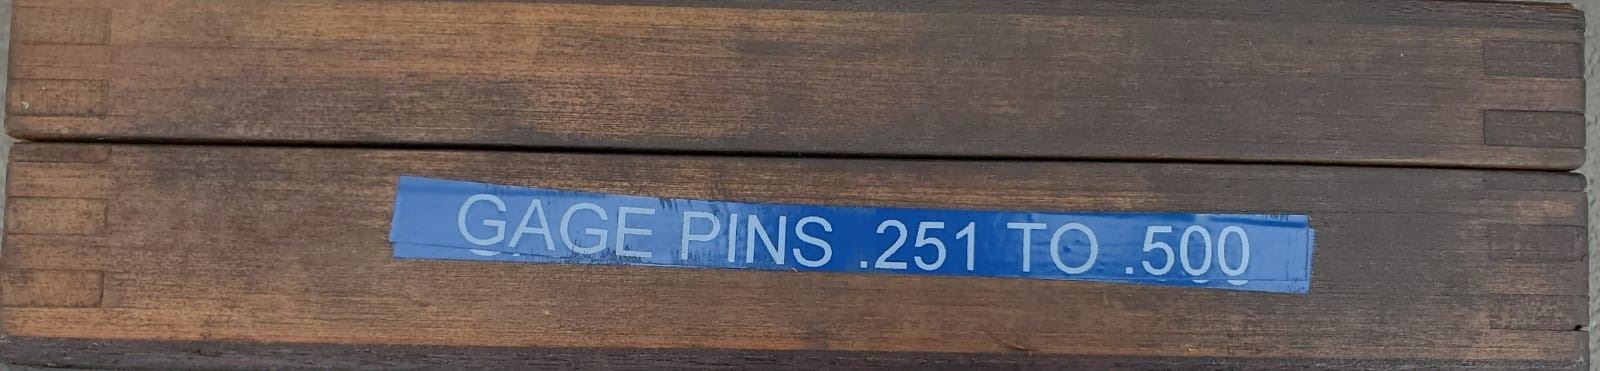 GAGE PINS .251 TO .500